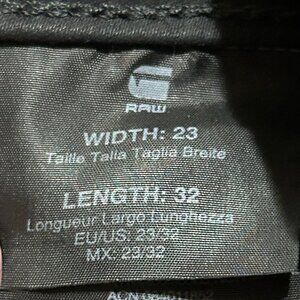 RAW
WIDTH: 23
Taille Talla Taglia Breite
LENGTH: 32
Longueur Largo Lunghezza
EU/US: 23/32
MX: 23/32